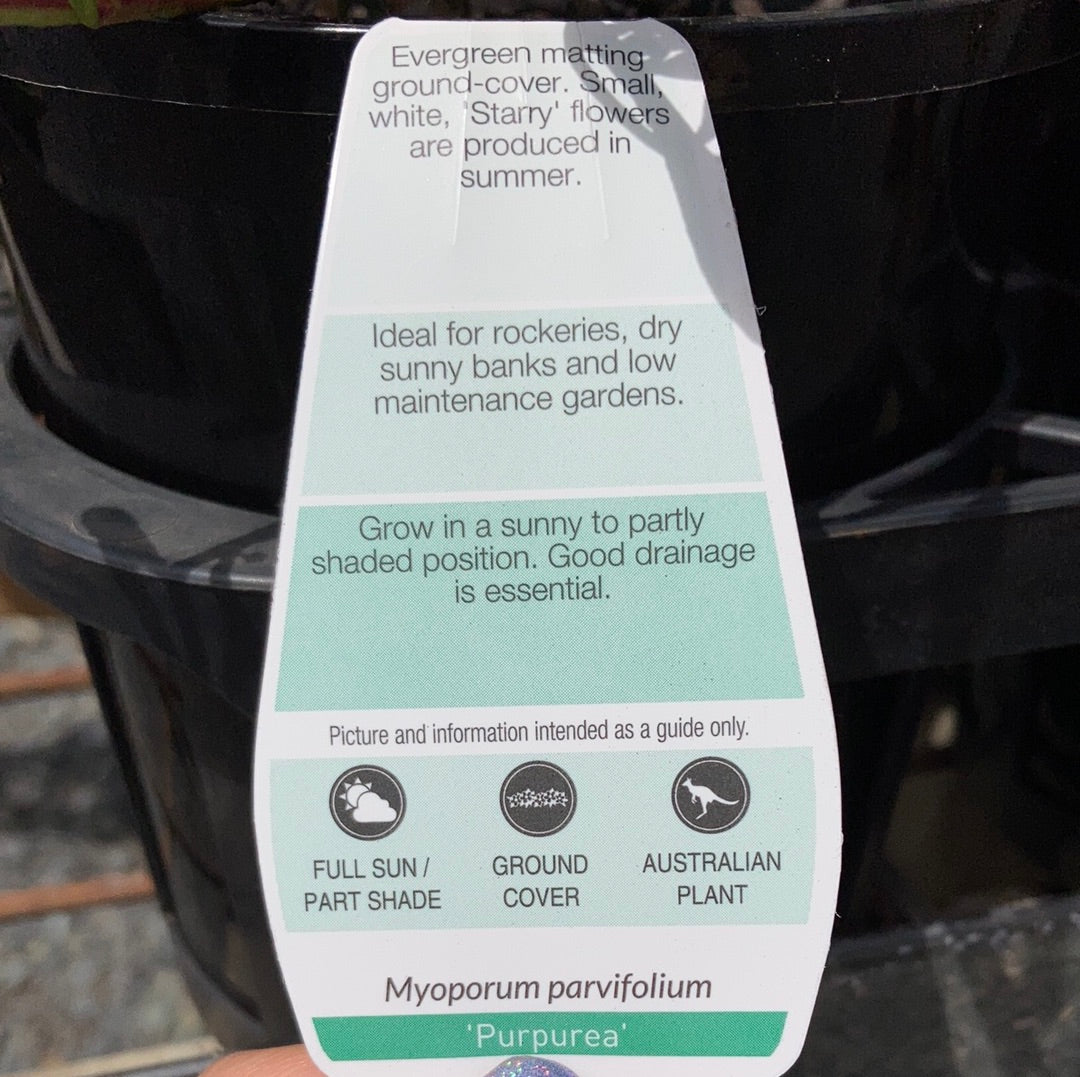 Evergreen matting
ground-cover. Small,
white, 'Starry' flowers
are produced in
summer.
Ideal for rockeries, dry
sunny banks and low
maintenance gardens.
Grow in a sunny to partly
shaded position. Good drainage
is essential.
Picture and information intended as a guide only.
FULL SUN /
PART SHADE
GROUND
COVER
AUSTRALIAN
PLANT
Myoporum parvifolium
'Purpurea'